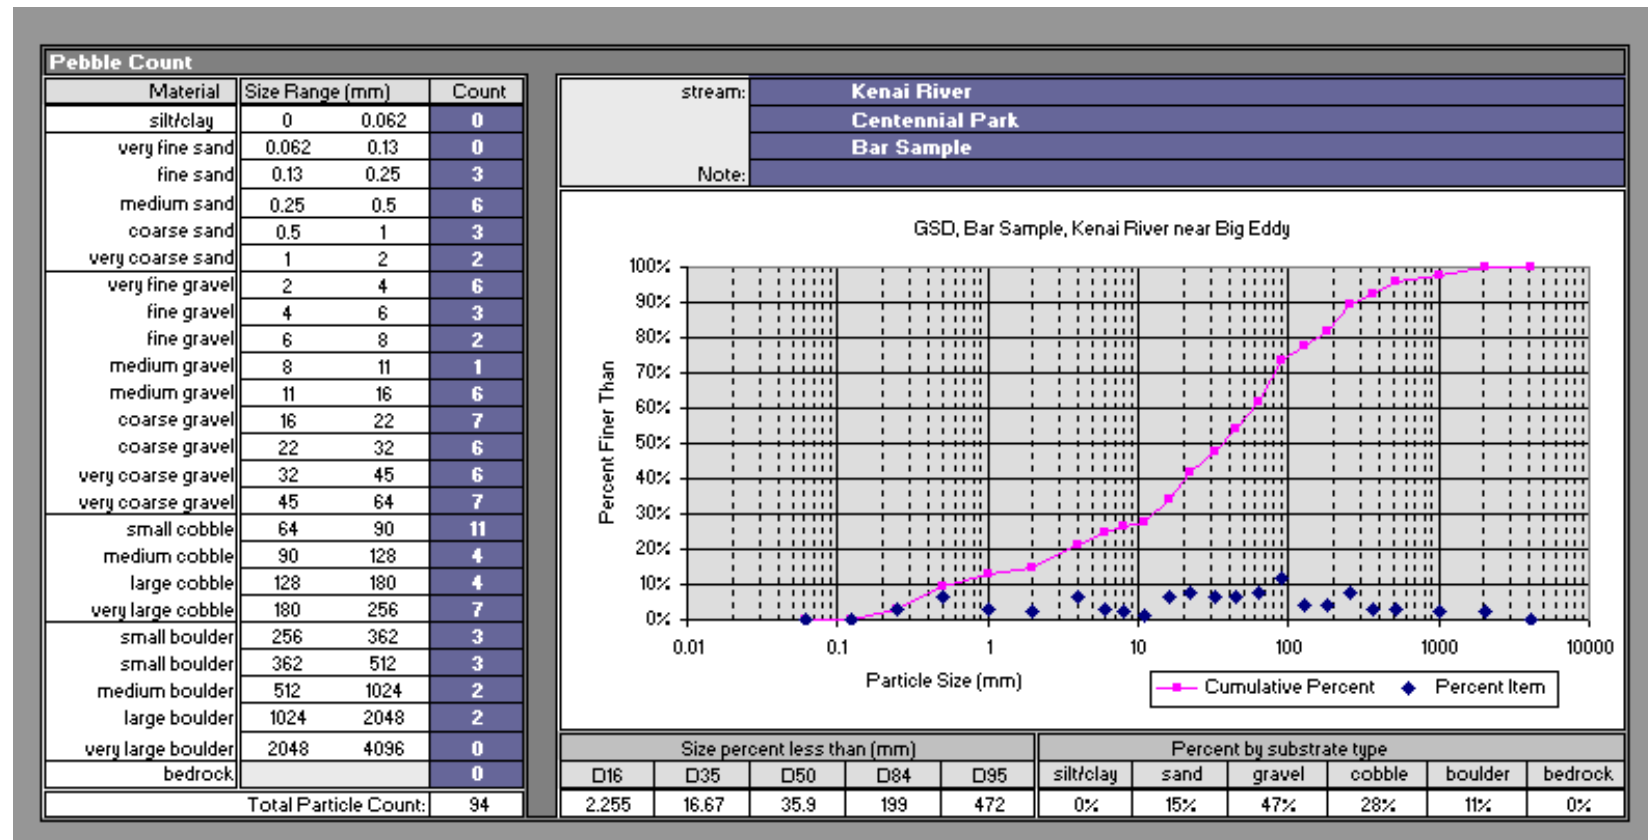 Pebble Count
Material Size Range (mm) Count
silt/clay 0 0.062 0
very fine sand 0.062 0.13 0
fine sand 0.13 0.25 3
medium sand 0.25 0.5 6
coarse sand 0.5 1 3
very coarse sand 1 2 2
very fine gravel 2 4 6
fine gravel 4 6 3
fine gravel 6 8 2
medium gravel 8 11 1
medium gravel 11 16 6
coarse gravel 16 22 7
coarse gravel 22 32 6
very coarse gravel 32 45 6
very coarse gravel 45 64 7
small cobble 64 90 11
medium cobble 90 128 4
large cobble 128 180 4
very large cobble 180 256 7
small boulder 256 362 3
small boulder 362 512 3
medium boulder 512 1024 2
large boulder 1024 2048 2
very large boulder 2048 4096 0
bedrock 0
Total Particle Count: 94
stream: Kenai River
Centennial Park
Bar Sample
Note:
GSD, Bar Sample, Kenai River near Big Eddy
Percent Finer Than
100%
90%
80%
70%
60%
50%
40%
30%
20%
10%
0%
0.01 0.1 1 10 100 1000 10000
Particle Size (mm)
Cumulative Percent Percent Item
Size percent less than (mm) Percent by substrate type
D16 D35 D50 D84 D95 silt/clay sand gravel cobble boulder bedrock
2.255 16.67 35.9 199 472 0% 15% 47% 28% 11% 0%